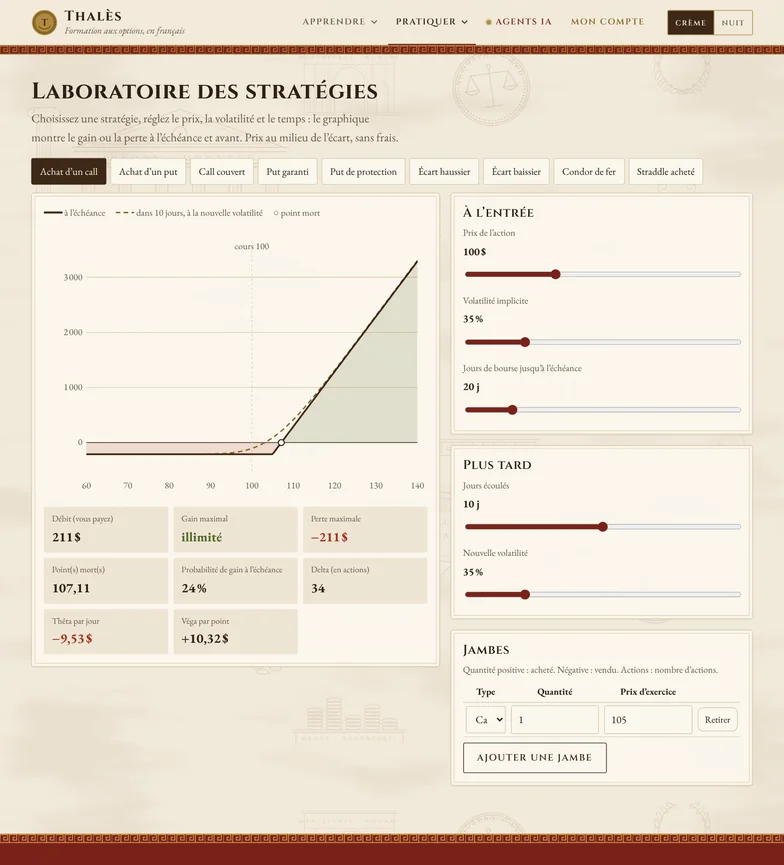 T
Thalès
Formation aux options, en français
APPRENDRE
PRATIQUER
AGENTS IA
MON COMPTE
CRÈME
NUIT
Laboratoire des stratégies
Choisissez une stratégie, réglez le prix, la volatilité et le temps : le graphique
montre le gain ou la perte à l’échéance et avant. Prix au milieu de l’écart, sans frais.
Achat d’un call
Achat d’un put
Call couvert
Put garanti
Put de protection
Écart haussier
Écart baissier
Condor de fer
Straddle acheté
à l’échéance
dans 10 jours, à la nouvelle volatilité
point mort
cours 100
3 000
2 000
1 000
0
60 70 80 90 100 110 120 130 140
Débit (vous payez)
211 $
Gain maximal
illimité
Perte maximale
−211 $
Point(s) mort(s)
107,11
Probabilité de gain à l’échéance
24 %
Delta (en actions)
34
Thêta par jour
−9,53 $
Véga par point
+10,32 $
À l’entrée
Prix de l’action
100 $
Volatilité implicite
35 %
Jours de bourse jusqu’à l’échéance
20 j
Plus tard
Jours écoulés
10 j
Nouvelle volatilité
35 %
Jambes
Quantité positive : acheté. Négative : vendu. Actions : nombre d’actions.
Type Quantité Prix d’exercice
Ca 1 105 Retirer
AJOUTER UNE JAMBE